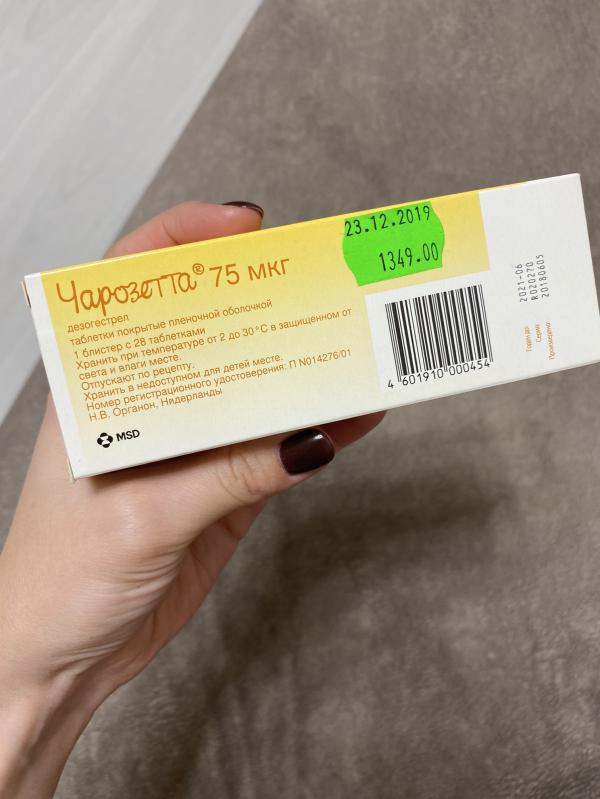 23.12.2019
1349.00
Чарозетта® 75 мкг
дезогестрел
таблетки покрытые пленочной оболочкой
1 блистер с 28 таблетками
Хранить при температуре от 2 до 30°С в защищенном от
света и влаги месте.
Отпускают по рецепту.
Хранить в недоступном для детей месте.
Номер регистрационного удостоверения: П N014276/01
Н.В. Органон, Нидерланды
MSD
4 601910 000454
Годен до 2021-06
Серия R020270
Произведено 20180605